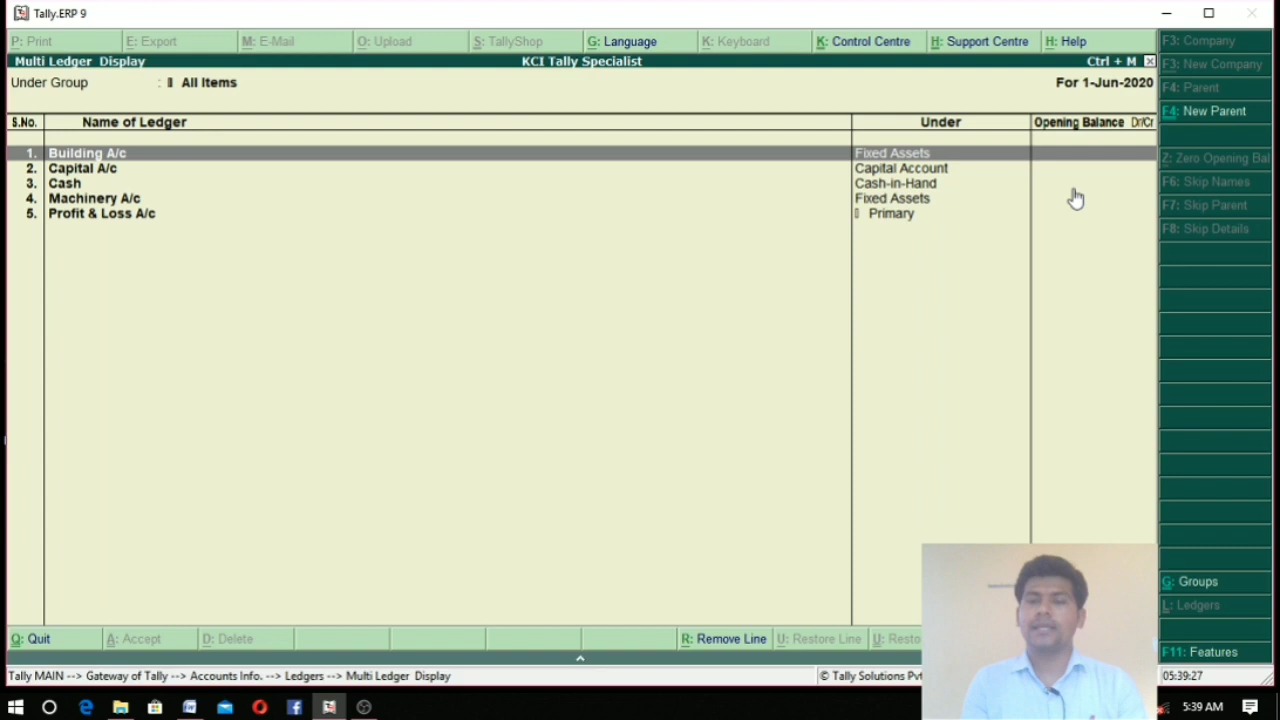 Tally.ERP 9
P: Print E: Export M: E-Mail O: Upload S: TallyShop G: Language K: Keyboard K: Control Centre H: Support Centre H: Help
F3: Company
Multi Ledger Display KCI Tally Specialist Ctrl + M
F3: New Company
Under Group : All Items For 1-Jun-2020
F4: Parent
F4: New Parent
S.No. Name of Ledger Under Opening Balance Dr/Cr
1. Building A/c Fixed Assets
Z: Zero Opening Bal
2. Capital A/c Capital Account
3. Cash Cash-in-Hand
F6: Skip Names
4. Machinery A/c Fixed Assets
F7: Skip Parent
5. Profit & Loss A/c Primary
F8: Skip Details
G: Groups
L: Ledgers
Q: Quit A: Accept D: Delete R: Remove Line U: Restore Line U: Resto
F11: Features
Tally MAIN --> Gateway of Tally --> Accounts Info. --> Ledgers --> Multi Ledger Display © Tally Solutions Pvt 05:39:27
5:39 AM